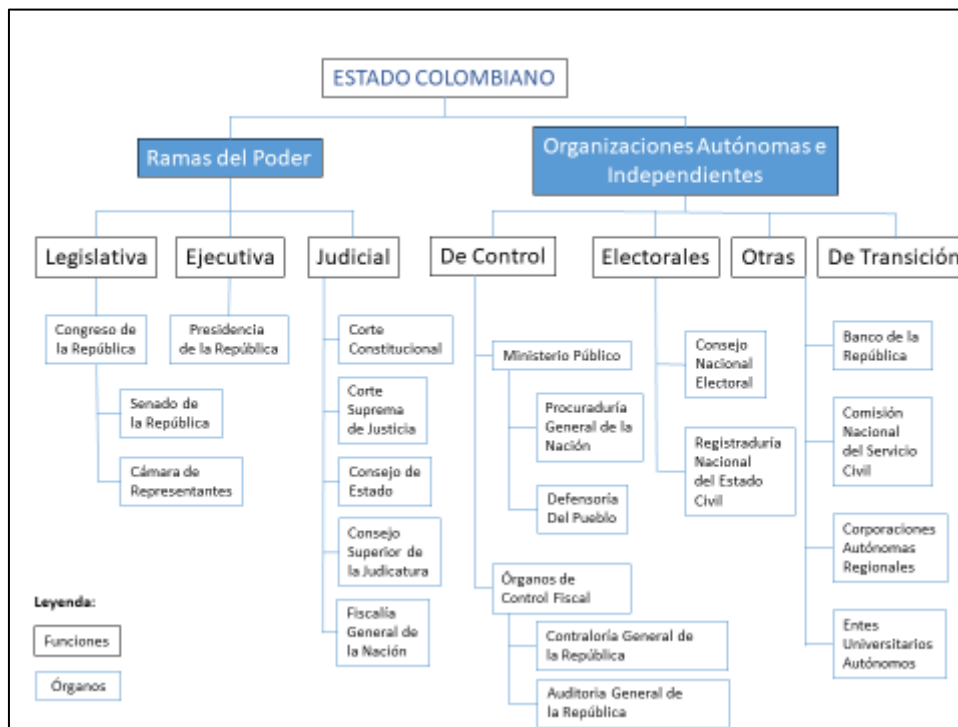 ESTADO COLOMBIANO
Ramas del Poder
Organizaciones Autónomas e
Independientes
Legislativa
Ejecutiva
Judicial
De Control
Electorales
Otras
De Transición
Congreso de
la República
Senado de
la República
Cámara de
Representantes
Presidencia
de la República
Corte
Constitucional
Corte
Suprema
de Justicia
Consejo de
Estado
Consejo
Superior de
la Judicatura
Fiscalía
General de
la Nación
Ministerio Público
Procuraduría
General de la
Nación
Defensoría
Del Pueblo
Órganos de
Control Fiscal
Contraloría General de
la República
Auditoria General de
la República
Consejo
Nacional
Electoral
Registraduría
Nacional
del Estado
Civil
Banco de la
República
Comisión
Nacional
del Servicio
Civil
Corporaciones
Autónomas
Regionales
Entes
Universitarios
Autónomos
Leyenda:
Funciones
Órganos